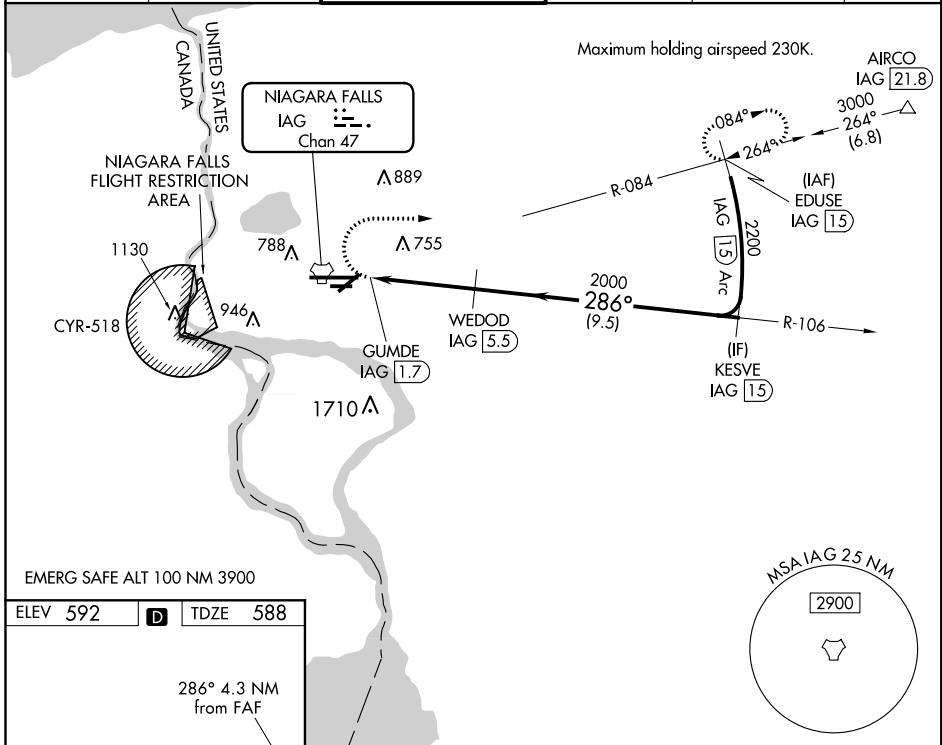 Maximum holding airspeed 230K.
AIRCO
IAG 21.8
UNITED STATES
CANADA
NIAGARA FALLS
IAG
Chan 47
3000
264°
(6.8)
084°
264°
NIAGARA FALLS
FLIGHT RESTRICTION
AREA
889
R-084
(IAF)
EDUSE
IAG 15
IAG 15 Arc
2200
1130
788
755
2000
286°
(9.5)
CYR-518
946
WEDOD
IAG 5.5
R-106
GUMDE
IAG 1.7
(IF)
KESVE
IAG 15
1710
EMERG SAFE ALT 100 NM 3900
MSA IAG 25 NM
2900
ELEV 592 D TDZE 588
286° 4.3 NM
from FAF